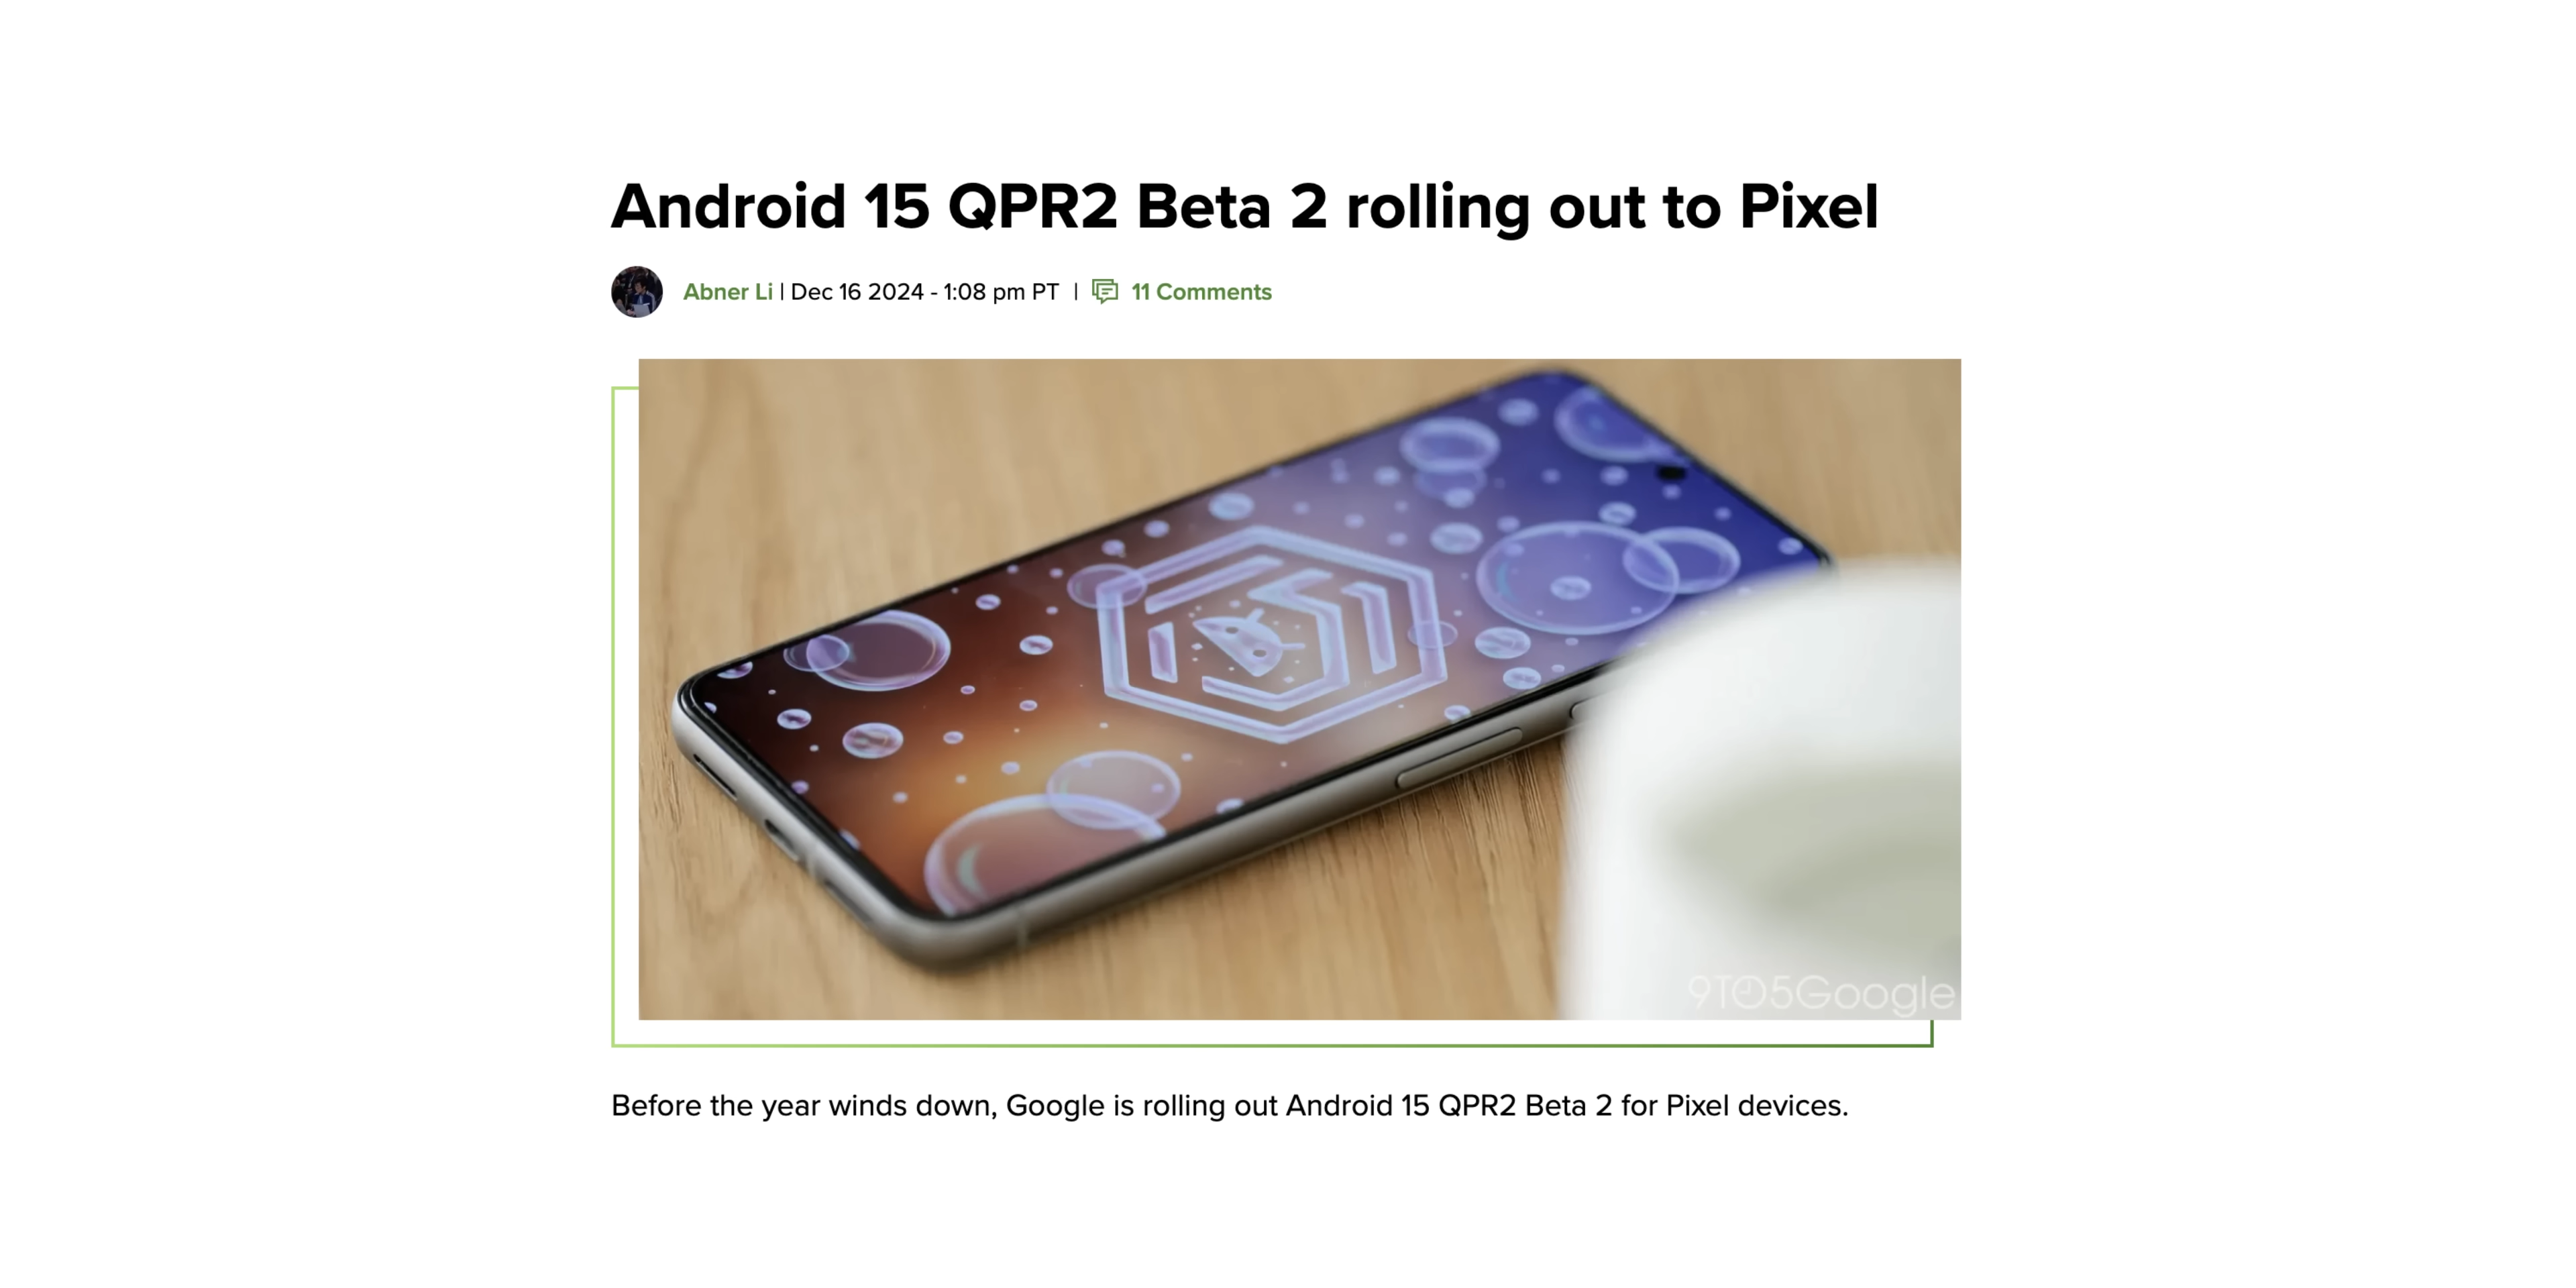 Android 15 QPR2 Beta 2 rolling out to Pixel
Abner Li | Dec 16 2024 - 1:08 pm PT | 11 Comments
9TO5Google
Before the year winds down, Google is rolling out Android 15 QPR2 Beta 2 for Pixel devices.